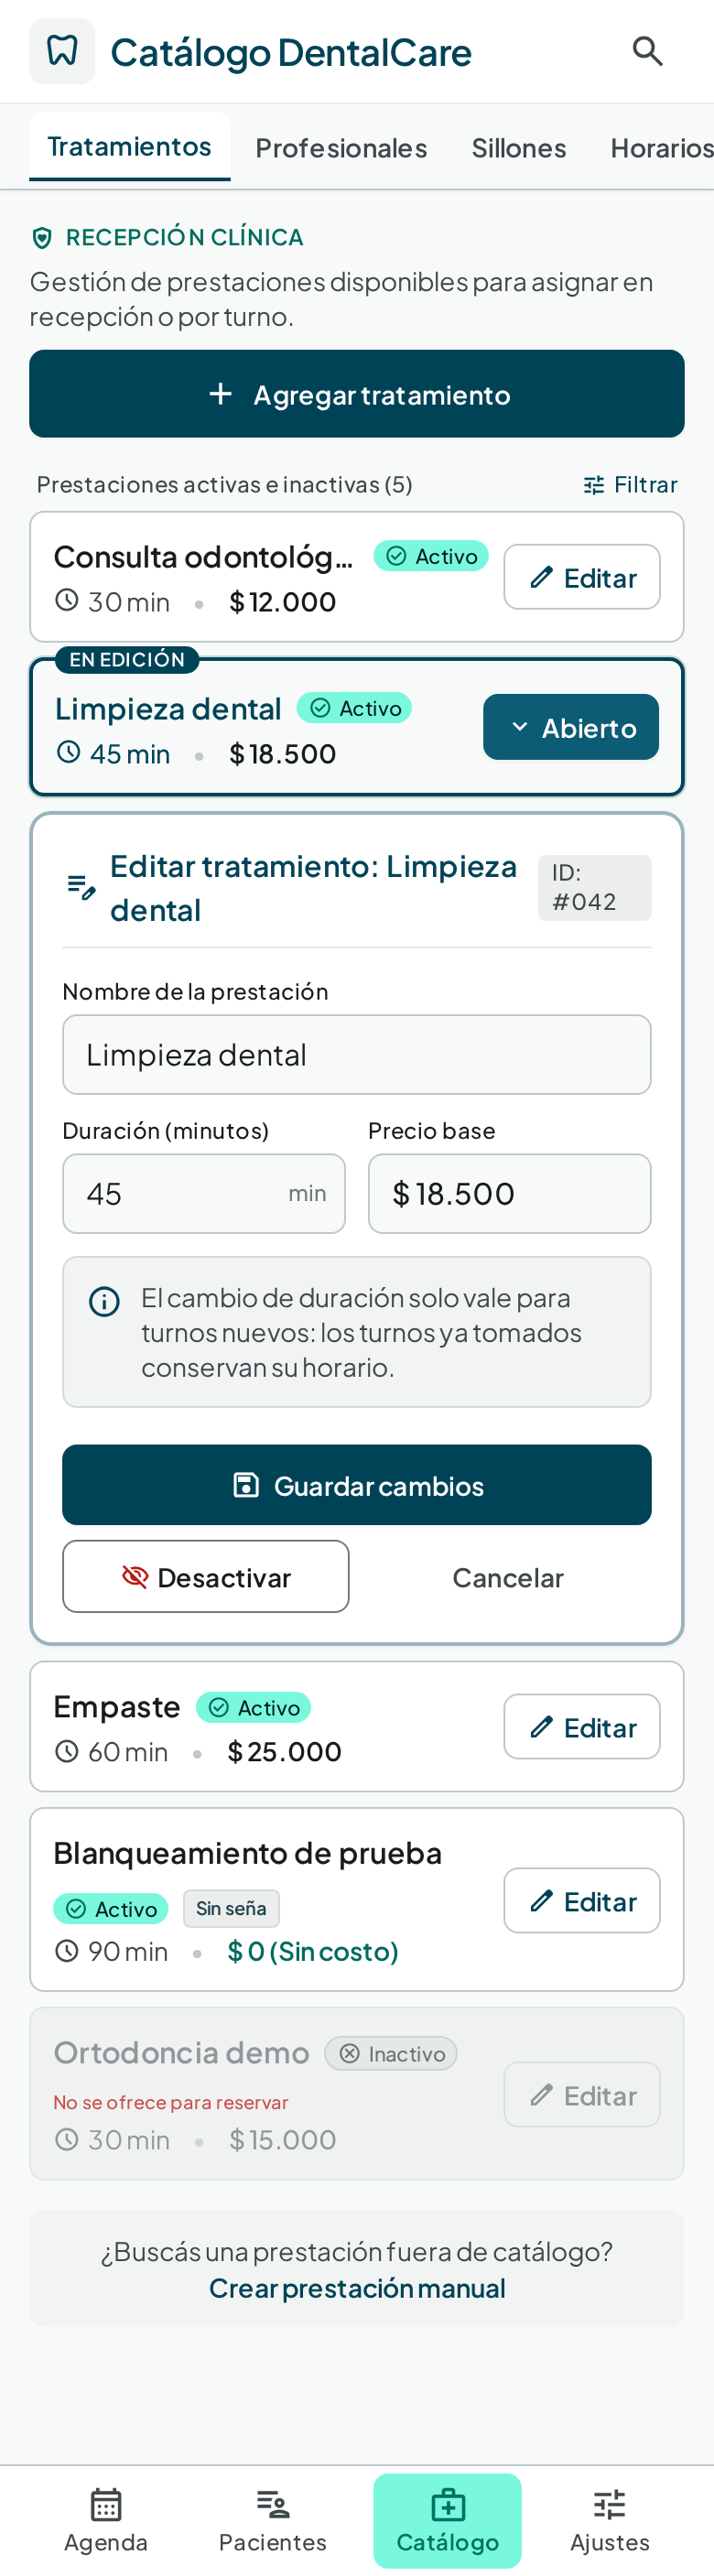 Catálogo DentalCare
Tratamientos Profesionales Sillones Horarios
RECEPCIÓN CLÍNICA
Gestión de prestaciones disponibles para asignar en
recepción o por turno.
Agregar tratamiento
Prestaciones activas e inactivas (5) Filtrar
Consulta odontológ... Activo
30 min $ 12.000
Editar
EN EDICIÓN
Limpieza dental Activo
45 min $ 18.500
Abierto
Editar tratamiento: Limpieza
dental
ID:
#042
Nombre de la prestación
Limpieza dental
Duración (minutos) Precio base
45 min $ 18.500
El cambio de duración solo vale para
turnos nuevos: los turnos ya tomados
conservan su horario.
Guardar cambios
Desactivar Cancelar
Empaste Activo
60 min $ 25.000
Editar
Blanqueamiento de prueba
Activo Sin seña
90 min $ 0 (Sin costo)
Editar
Ortodoncia demo Inactivo
No se ofrece para reservar
30 min $ 15.000
Editar
¿Buscás una prestación fuera de catálogo?
Crear prestación manual
Agenda Pacientes Catálogo Ajustes